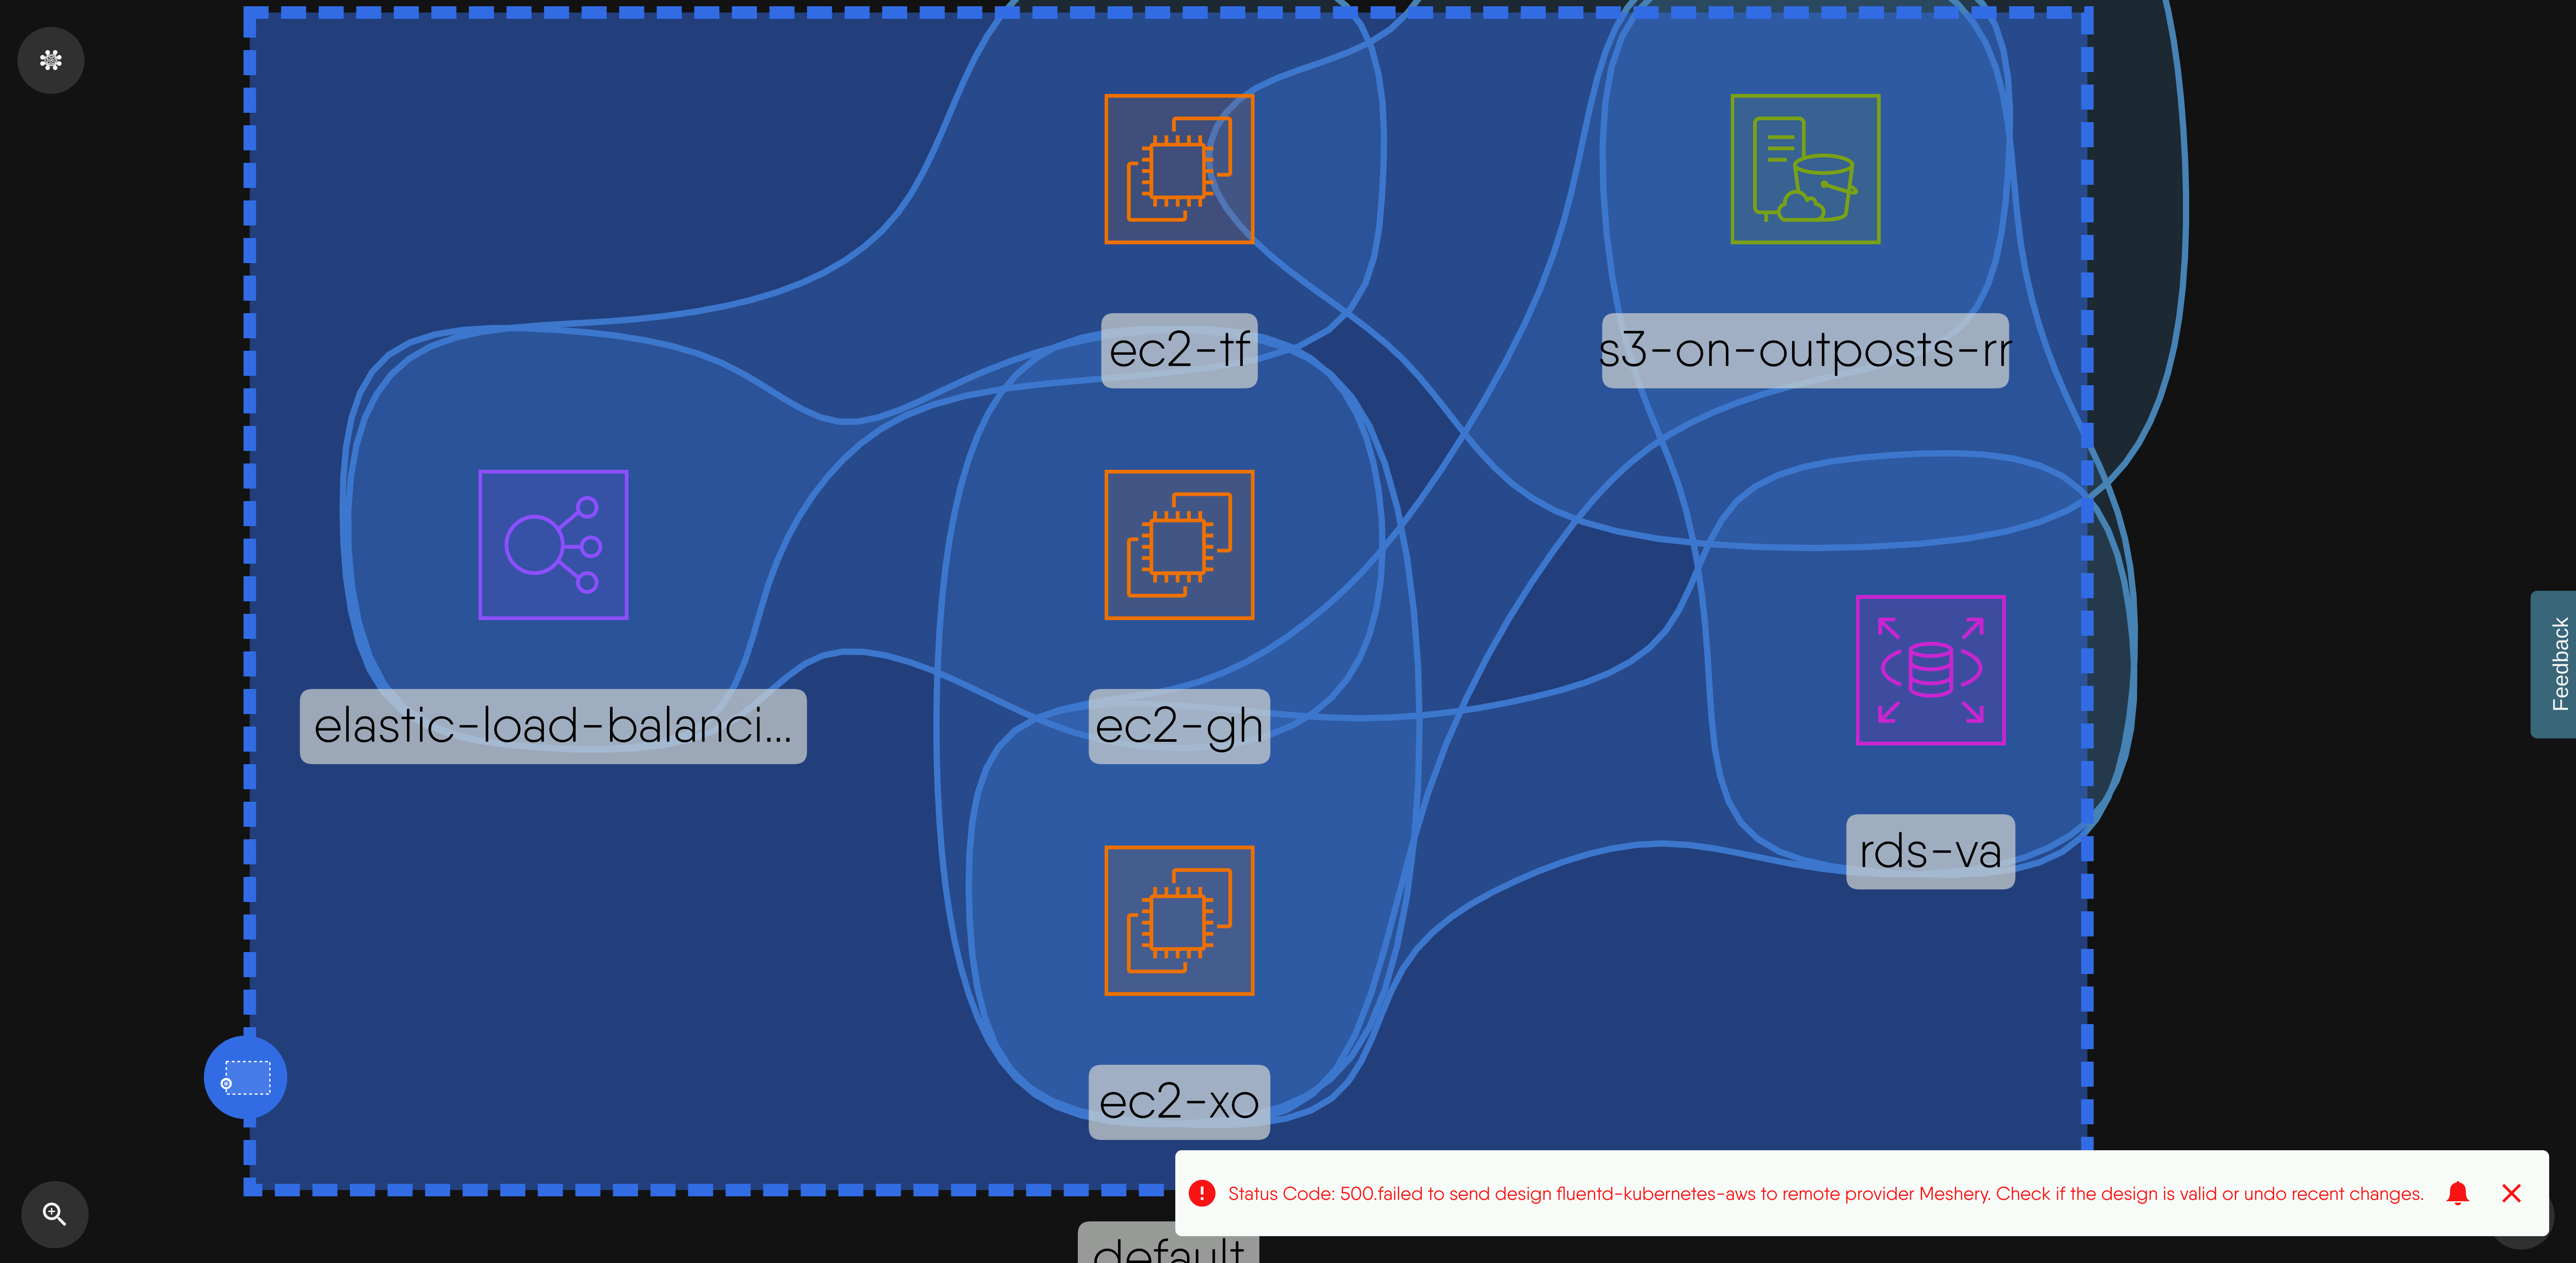 ec2-tf
s3-on-outposts-rr
elastic-load-balanci...
ec2-gh
rds-va
ec2-xo
Feedback
Status Code: 500.failed to send design fluentd-kubernetes-aws to remote provider Meshery. Check if the design is valid or undo recent changes.
default